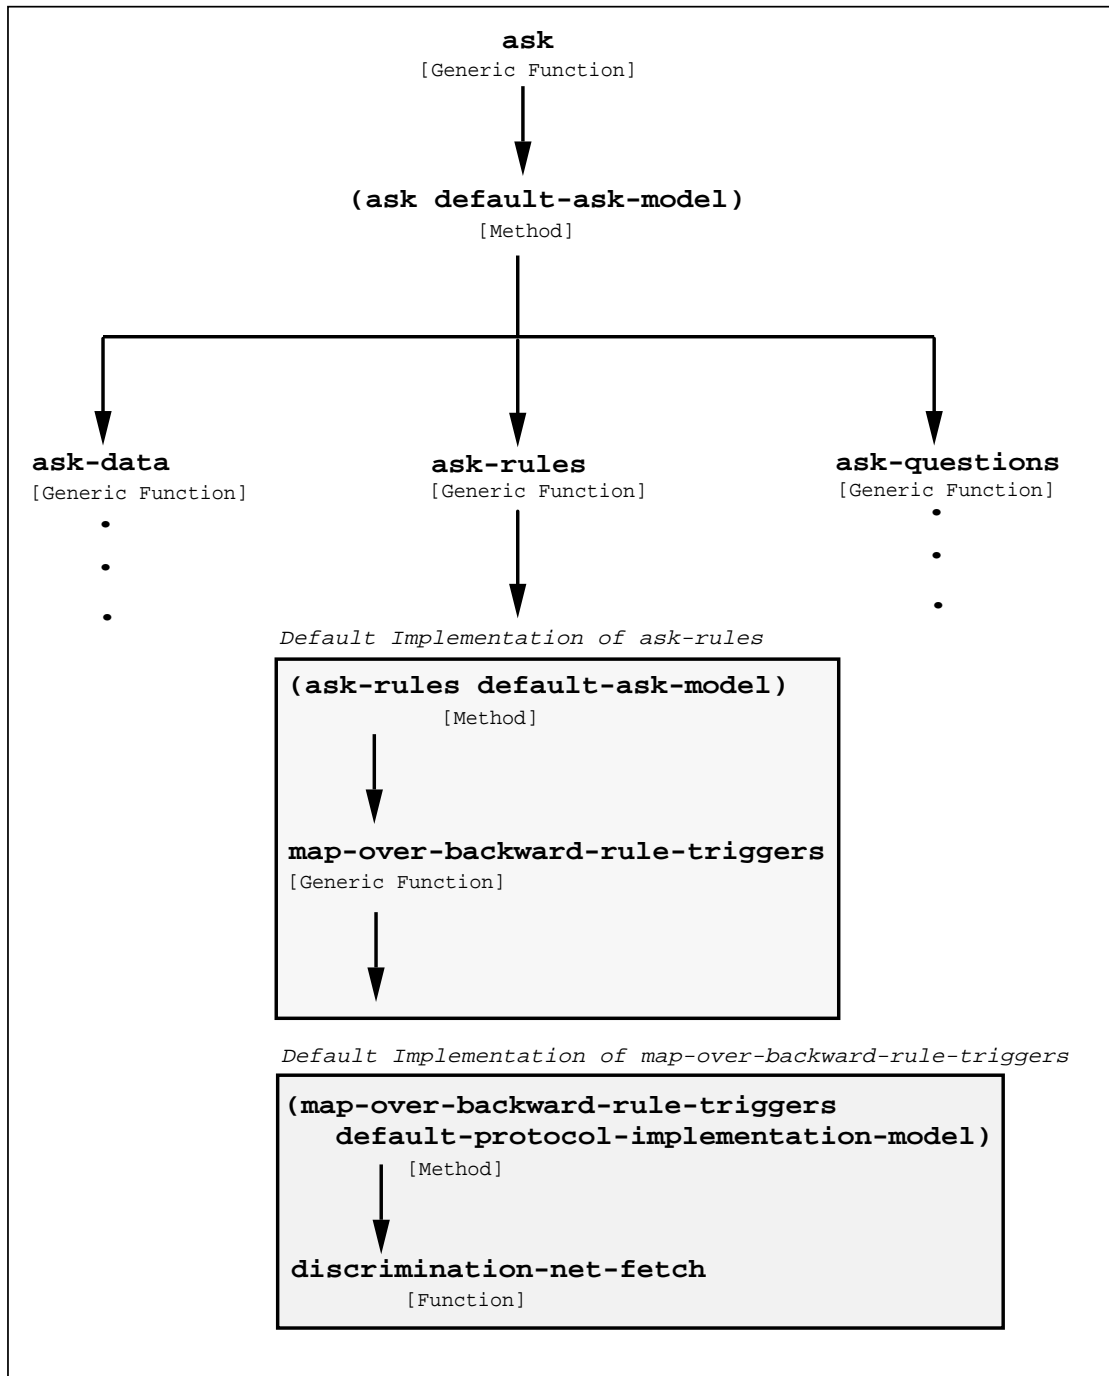 ask
[Generic Function]
(ask default-ask-model)
[Method]
ask-data
[Generic Function]
ask-rules
[Generic Function]
ask-questions
[Generic Function]
Default Implementation of ask-rules
(ask-rules default-ask-model)
[Method]
map-over-backward-rule-triggers
[Generic Function]
Default Implementation of map-over-backward-rule-triggers
(map-over-backward-rule-triggers
default-protocol-implementation-model)
[Method]
discrimination-net-fetch
[Function]